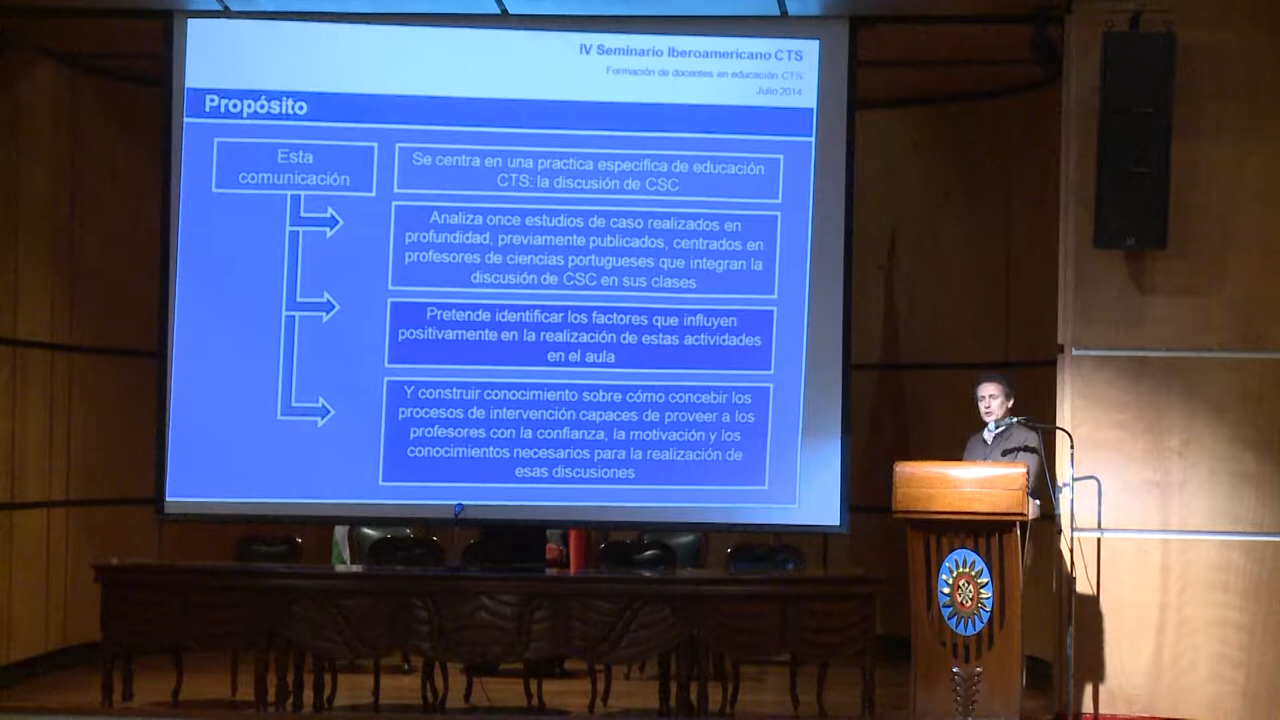 IV Seminario Iberoamericano CTS
Formación de docentes en educación CTS
Julio 2014
Propósito
Esta
comunicación
Se centra en una practica especifica de educación
CTS: la discusión de CSC
Analiza once estudios de caso realizados en
profundidad, previamente publicados, centrados en
profesores de ciencias portugueses que integran la
discusión de CSC en sus clases
Pretende identificar los factores que influyen
positivamente en la realización de estas actividades
en el aula
Y construir conocimiento sobre cómo concebir los
procesos de intervención capaces de proveer a los
profesores con la confianza, la motivación y los
conocimientos necesarios para la realización de
esas discusiones